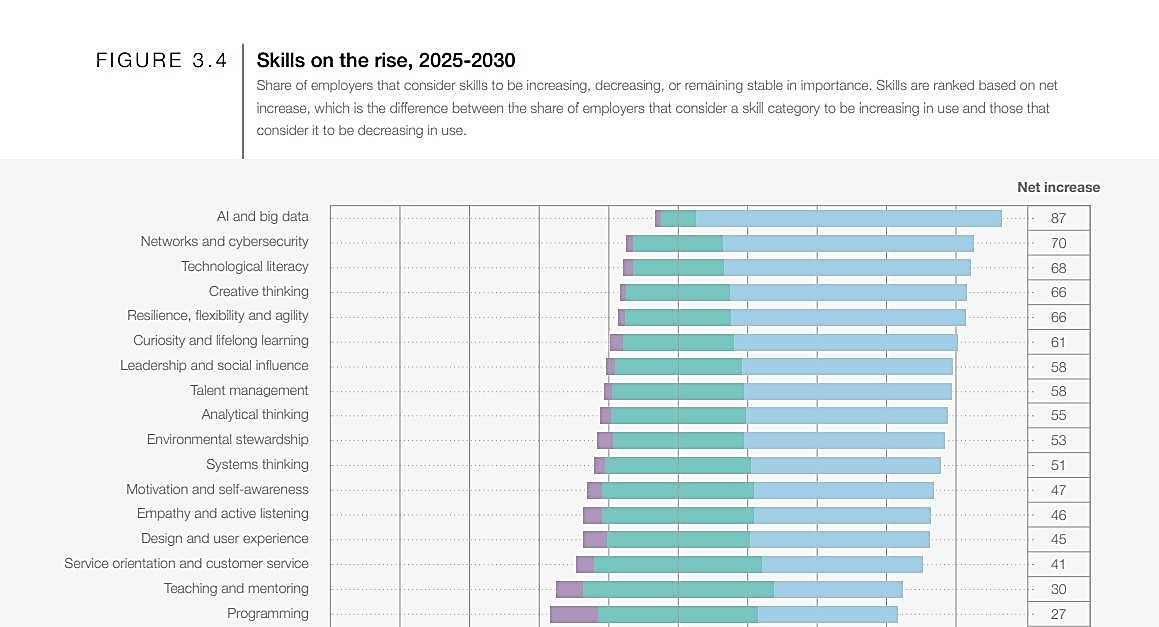 FIGURE 3.4
Skills on the rise, 2025-2030
Share of employers that consider skills to be increasing, decreasing, or remaining stable in importance. Skills are ranked based on net
increase, which is the difference between the share of employers that consider a skill category to be increasing in use and those that
consider it to be decreasing in use.
Net increase
AI and big data 87
Networks and cybersecurity 70
Technological literacy 68
Creative thinking 66
Resilience, flexibility and agility 66
Curiosity and lifelong learning 61
Leadership and social influence 58
Talent management 58
Analytical thinking 55
Environmental stewardship 53
Systems thinking 51
Motivation and self-awareness 47
Empathy and active listening 46
Design and user experience 45
Service orientation and customer service 41
Teaching and mentoring 30
Programming 27